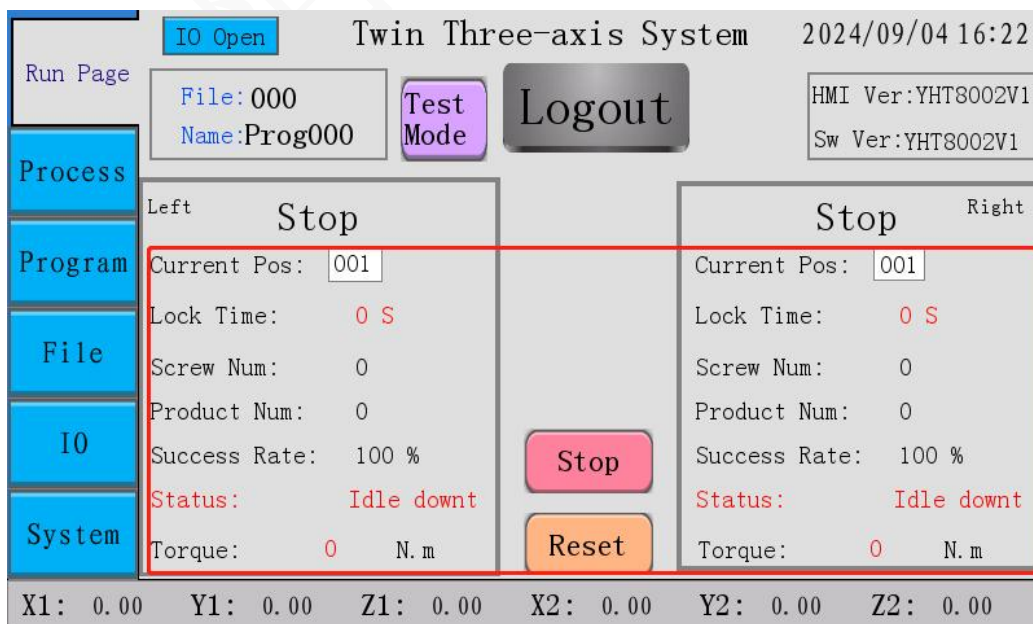 IO Open Twin Three-axis System 2024/09/04 16:22
Run Page
File: 000
Name:Prog000
Test Mode
Logout
HMI Ver:YHT8002V1
Sw Ver:YHT8002V1
Process
Program
File
IO
System
Left
Stop
Current Pos: 001
Lock Time: 0 S
Screw Num: 0
Product Num: 0
Success Rate: 100 %
Status: Idle downt
Torque: 0 N.m
Stop
Reset
Stop
Right
Current Pos: 001
Lock Time: 0 S
Screw Num: 0
Product Num: 0
Success Rate: 100 %
Status: Idle downt
Torque: 0 N.m
X1: 0.00 Y1: 0.00 Z1: 0.00 X2: 0.00 Y2: 0.00 Z2: 0.00